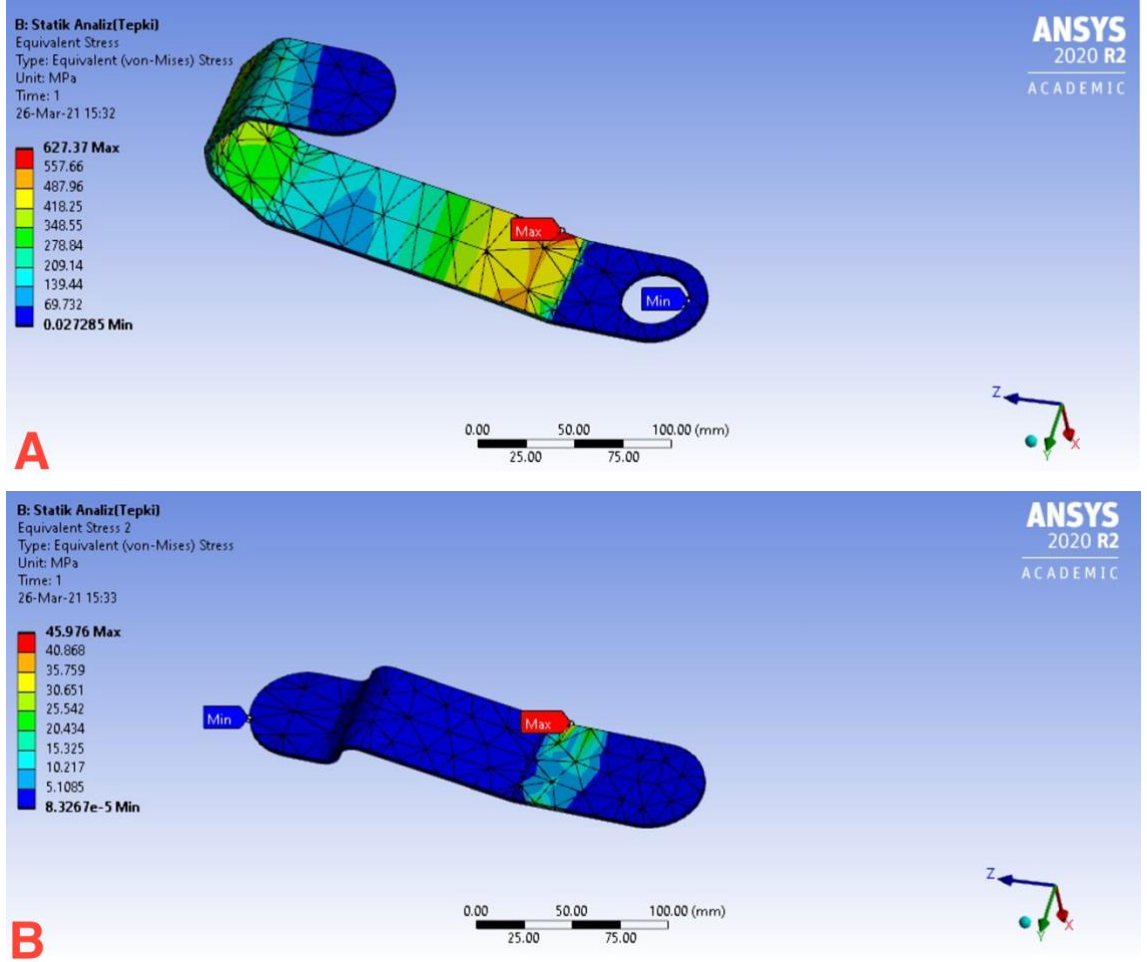 B: Statik Analiz(Tepki)
Equivalent Stress
Type: Equivalent (von-Mises) Stress
Unit: MPa
Time: 1
26-Mar-21 15:32
627.37 Max
557.66
487.96
418.25
348.55
278.84
209.14
139.44
69.732
0.027285 Min
ANSYS
2020 R2
ACADEMIC
Max
Min
0.00 50.00 100.00 (mm)
25.00 75.00
Z
Y
X
A
B: Statik Analiz(Tepki)
Equivalent Stress 2
Type: Equivalent (von-Mises) Stress
Unit: MPa
Time: 1
26-Mar-21 15:33
45.976 Max
40.868
35.759
30.651
25.542
20.434
15.325
10.217
5.1085
8.3267e-5 Min
ANSYS
2020 R2
ACADEMIC
Min
Max
0.00 50.00 100.00 (mm)
25.00 75.00
Z
Y
X
B